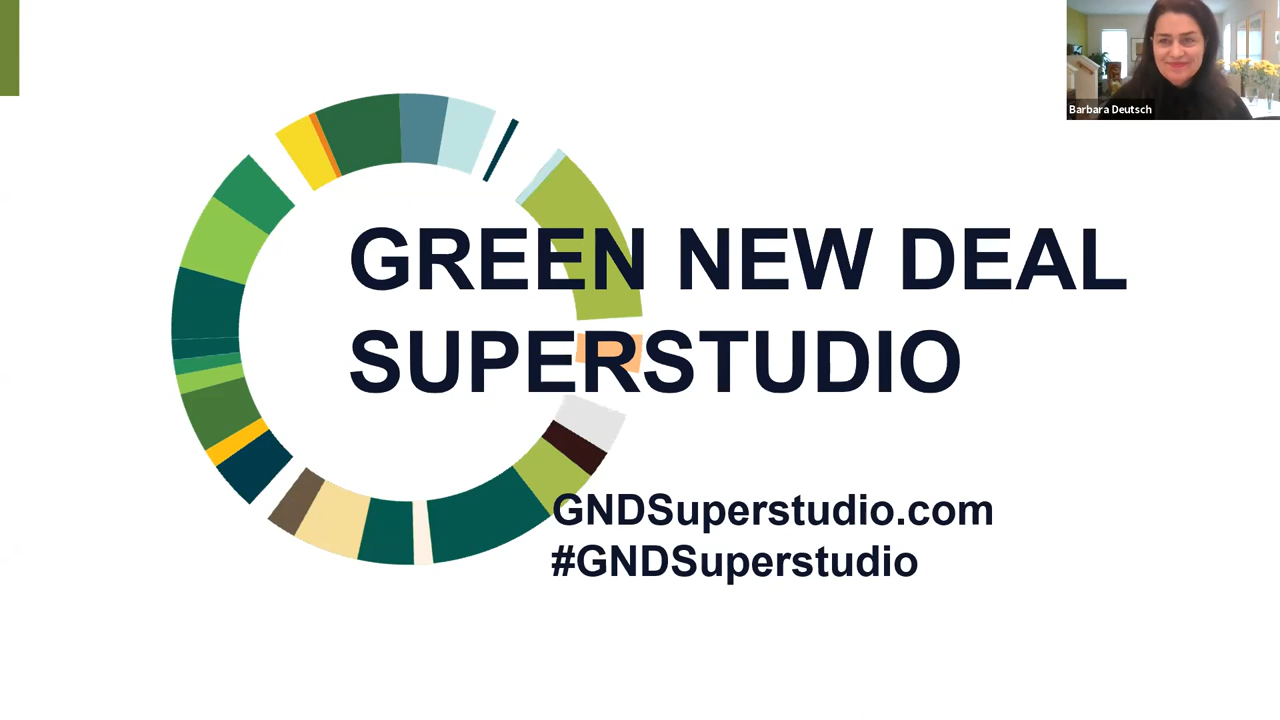 Barbara Deutsch
GREEN NEW DEAL
SUPERSTUDIO
GNDSuperstudio.com
#GNDSuperstudio